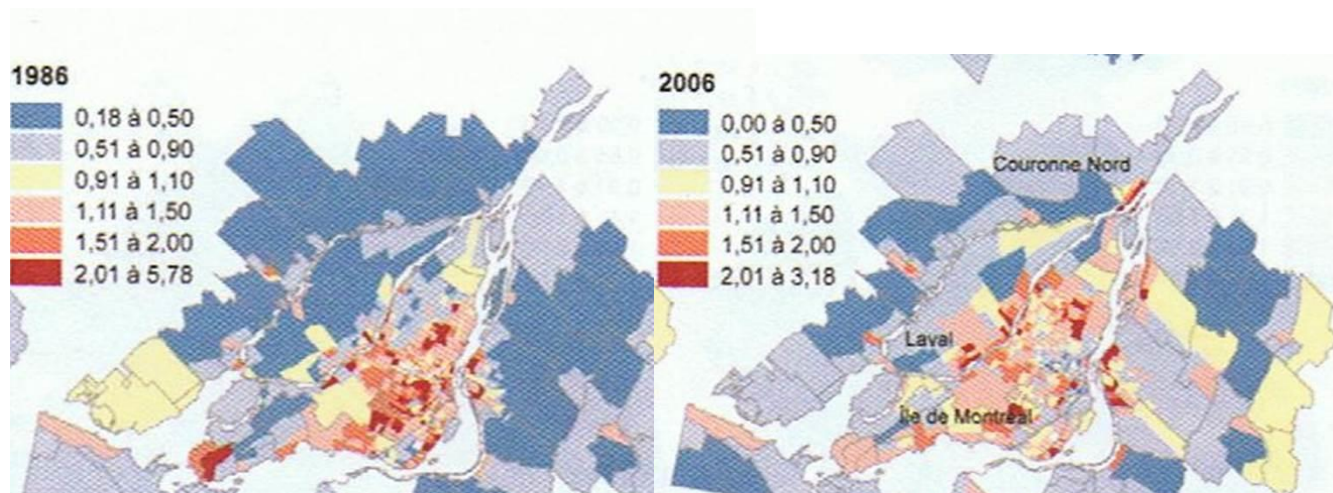 1986
0,18 à 0,50
0,51 à 0,90
0,91 à 1,10
1,11 à 1,50
1,51 à 2,00
2,01 à 5,78
2006
0,00 à 0,50
0,51 à 0,90
0,91 à 1,10
1,11 à 1,50
1,51 à 2,00
2,01 à 3,18
Couronne Nord
Laval
Île de Montréal